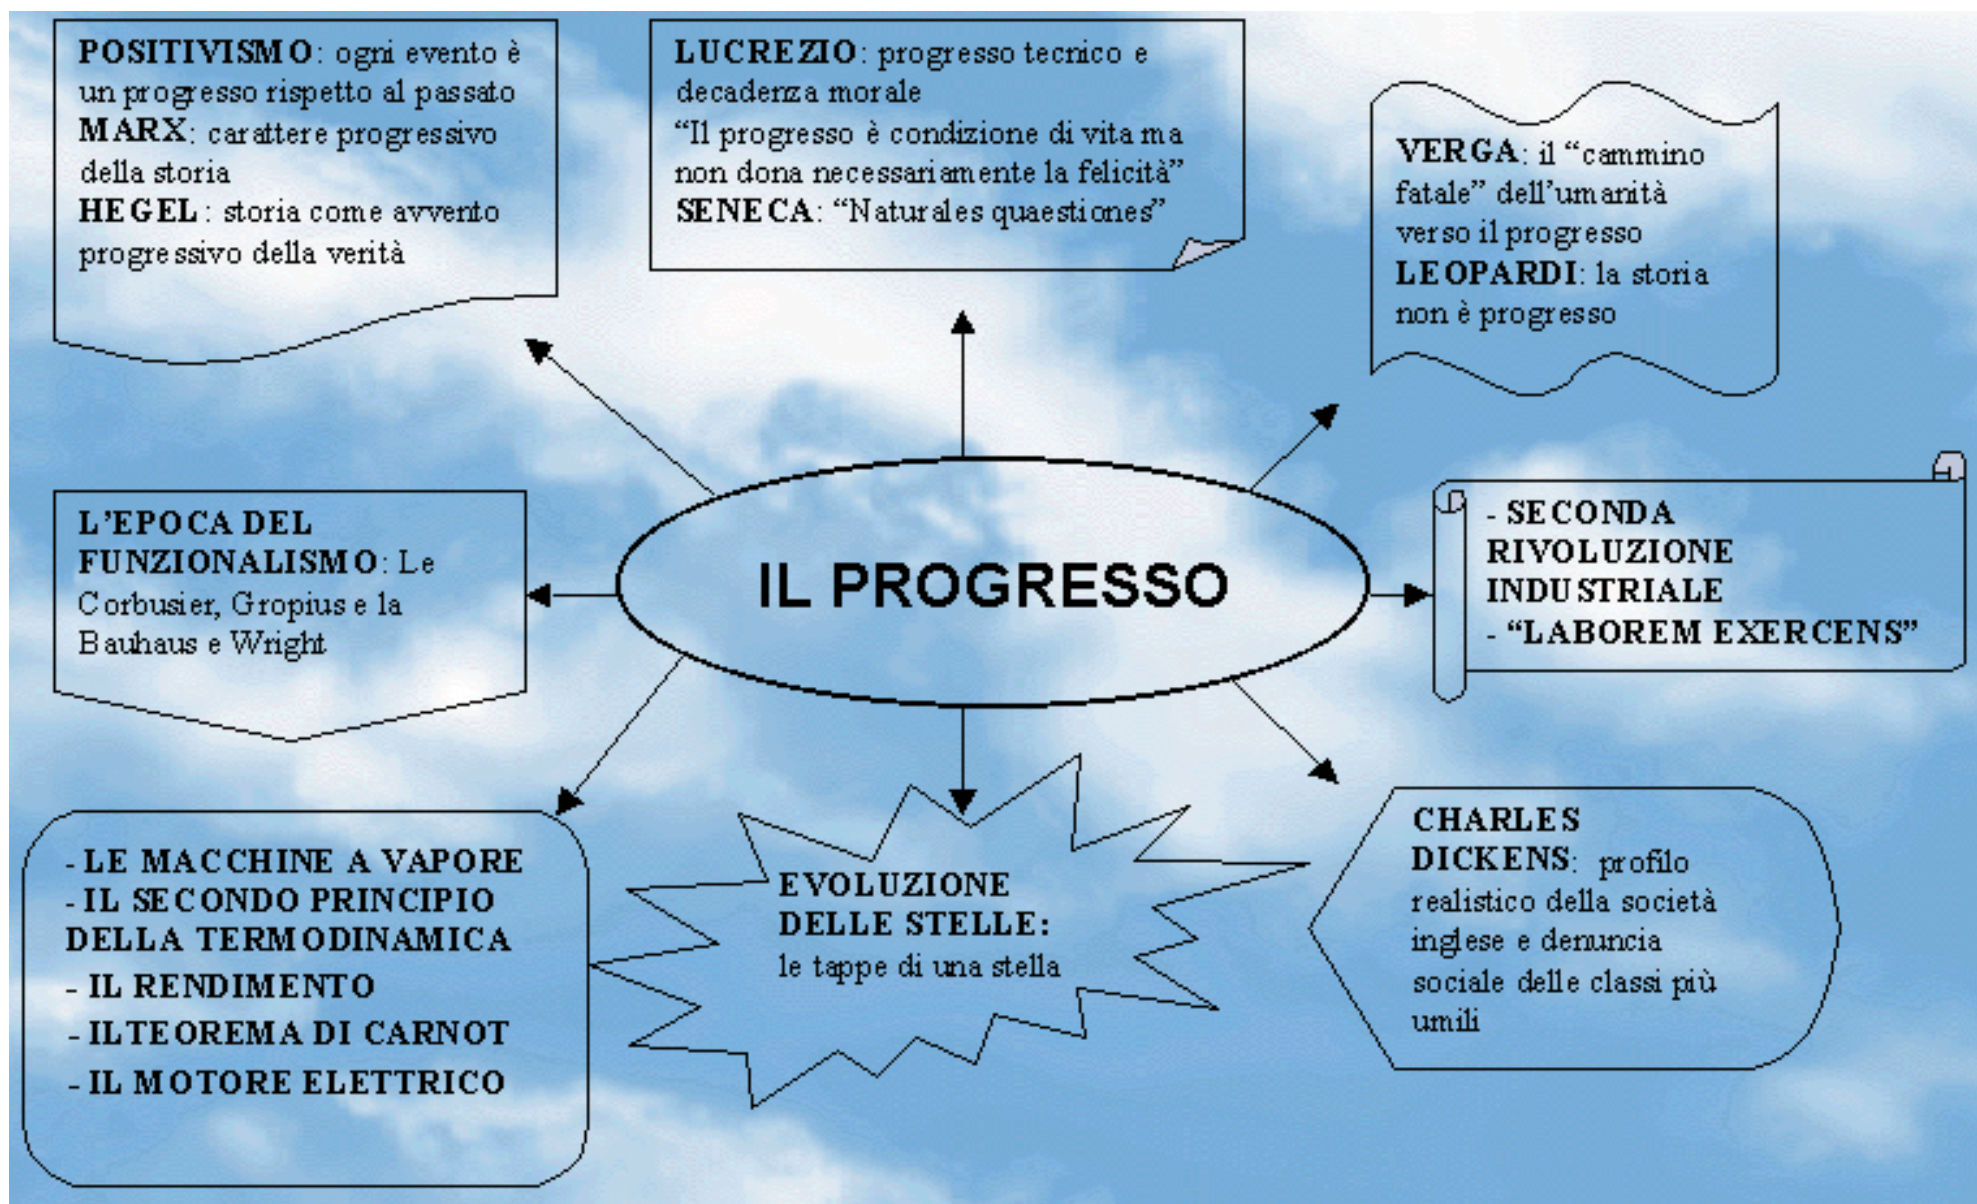 POSITIVISMO: ogni evento è
un progresso rispetto al passato
MARX: carattere progressivo
della storia
HEGEL: storia come avvento
progressivo della verità
LUCREZIO: progresso tecnico e
decadenza morale
“Il progresso è condizione di vita ma
non dona necessariamente la felicità”
SENECA: “Naturales quaestiones”
VERGA: il “cammino
fatale” dell’umanità
verso il progresso
LEOPARDI: la storia
non è progresso
L’EPOCA DEL
FUNZIONALISMO: Le
Corbusier, Gropius e la
Bauhaus e Wright
IL PROGRESSO
- SECONDA
RIVOLUZIONE
INDUSTRIALE
- “LABOREM EXERCENS”
- LE MACCHINE A VAPORE
- IL SECONDO PRINCIPIO
DELLA TERMODINAMICA
- IL RENDIMENTO
- IL TEOREMA DI CARNOT
- IL MOTORE ELETTRICO
EVOLUZIONE
DELLE STELLE:
le tappe di una stella
CHARLES
DICKENS: profilo
realistico della società
inglese e denuncia
sociale delle classi più
umili